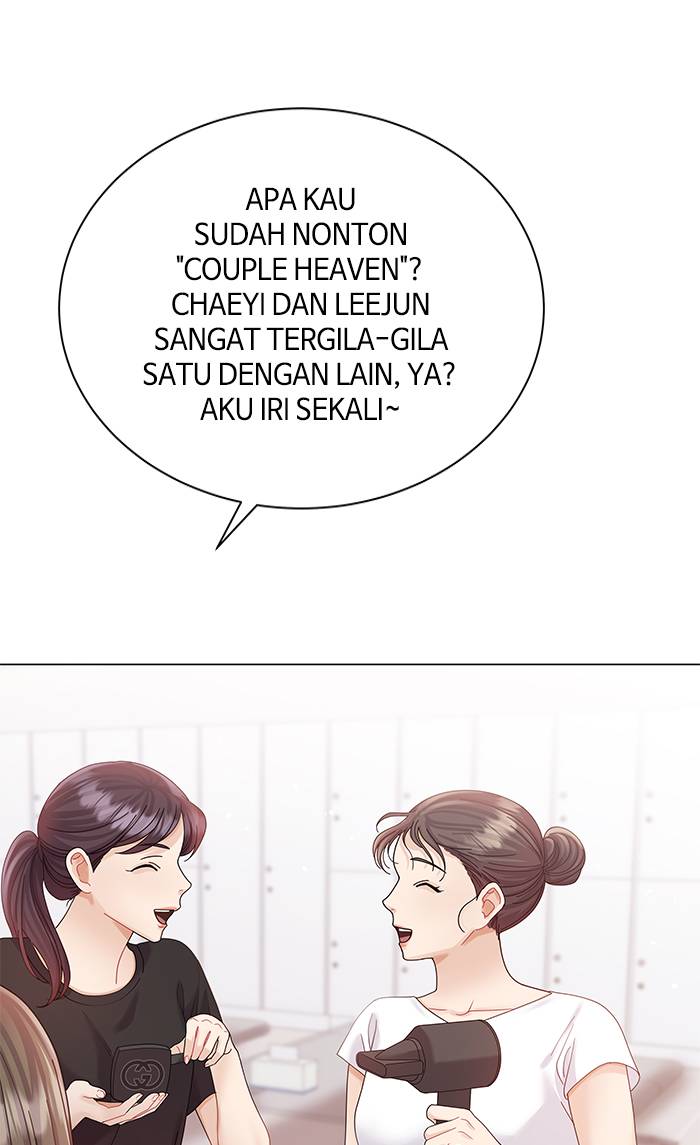 APA KAU
SUDAH NONTON
"COUPLE HEAVEN"?
CHAEYI DAN LEEJUN
SANGAT TERGILA-GILA
SATU DENGAN LAIN, YA?
AKU IRI SEKALI~